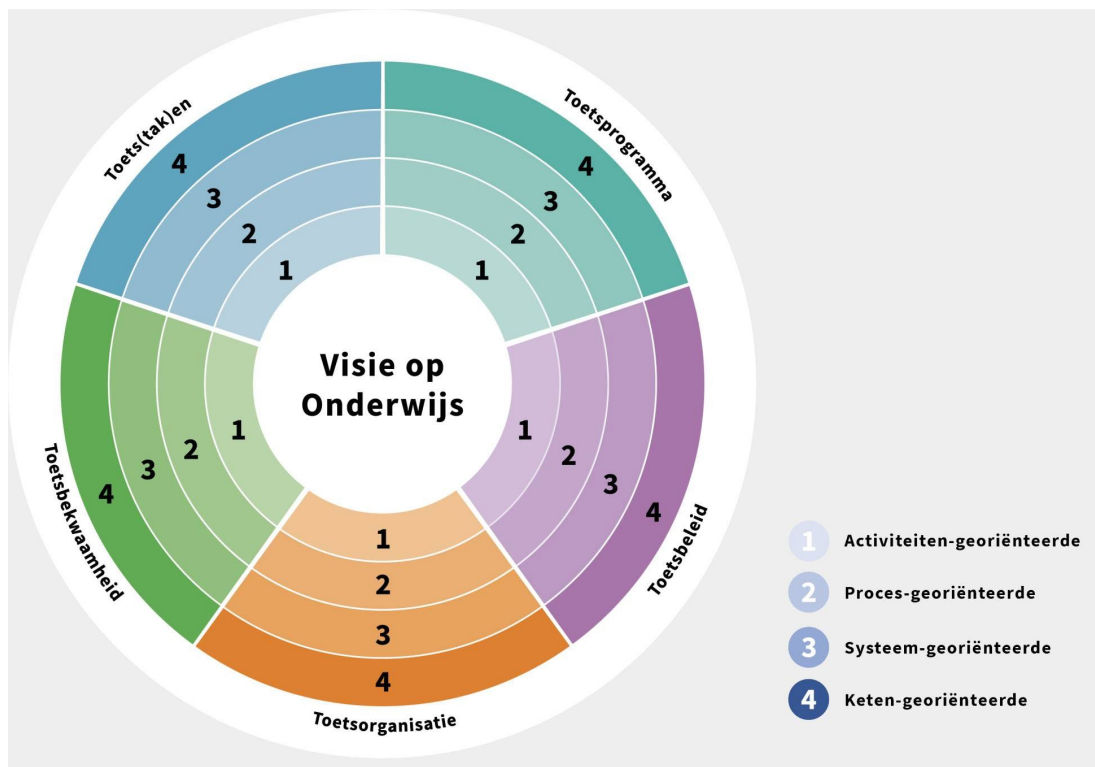 Toets(tak)en
4
3
2
1
Toetsprogramma
4
3
2
1
Visie op
Onderwijs
Toetsbekwaamheid
4
3
2
1
Toetsbeleid
1
2
3
4
1
2
3
4
Toetsorganisatie
1 Activiteiten-georiënteerde
2 Proces-georiënteerde
3 Systeem-georiënteerde
4 Keten-georiënteerde